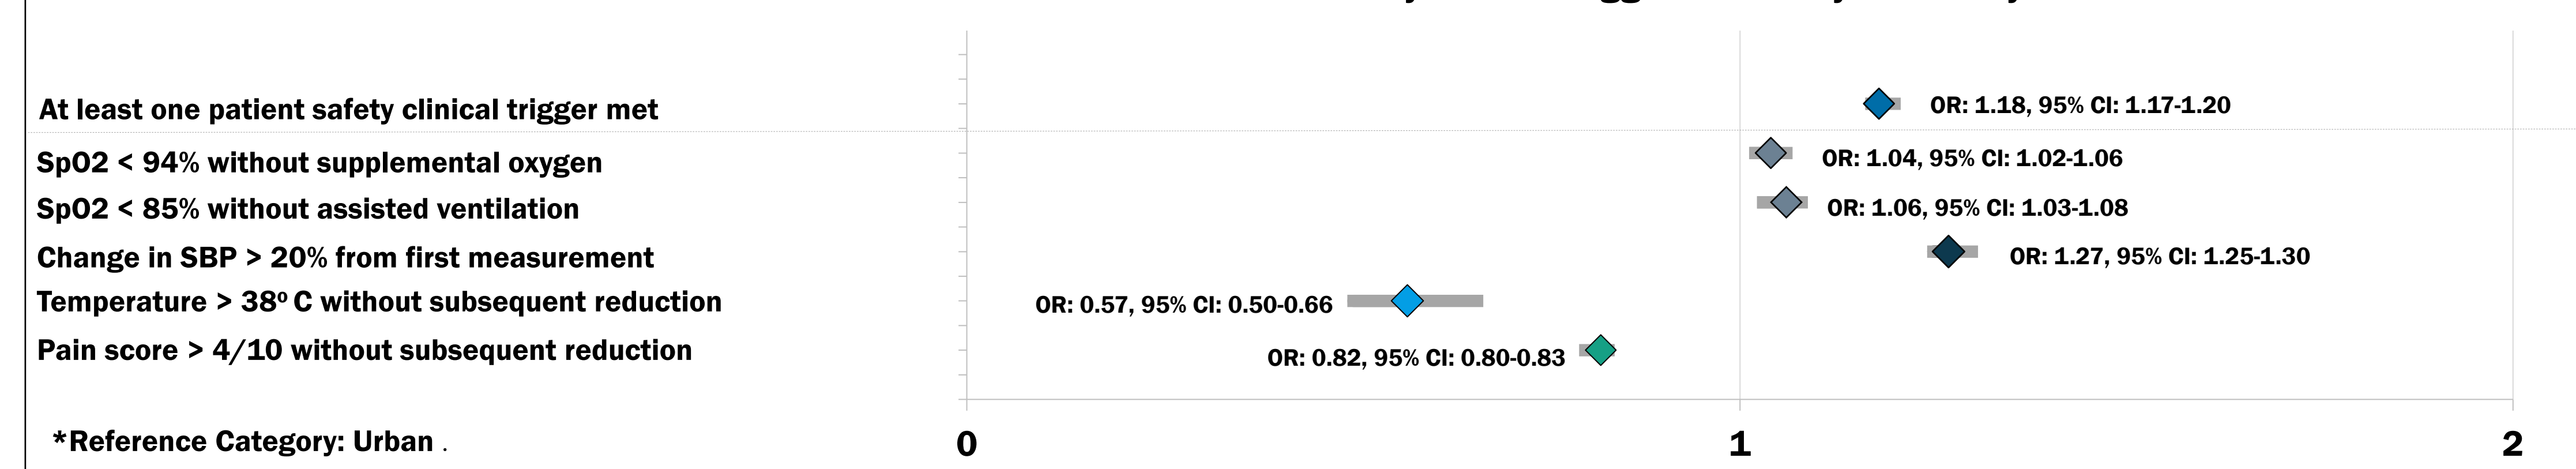 At least one patient safety clinical trigger met
OR: 1.18, 95% CI: 1.17-1.20
SpO2 < 94% without supplemental oxygen
OR: 1.04, 95% CI: 1.02-1.06
SpO2 < 85% without assisted ventilation
OR: 1.06, 95% CI: 1.03-1.08
Change in SBP > 20% from first measurement
OR: 1.27, 95% CI: 1.25-1.30
Temperature > 38º C without subsequent reduction
OR: 0.57, 95% CI: 0.50-0.66
Pain score > 4/10 without subsequent reduction
OR: 0.82, 95% CI: 0.80-0.83
*Reference Category: Urban .
0 1 2